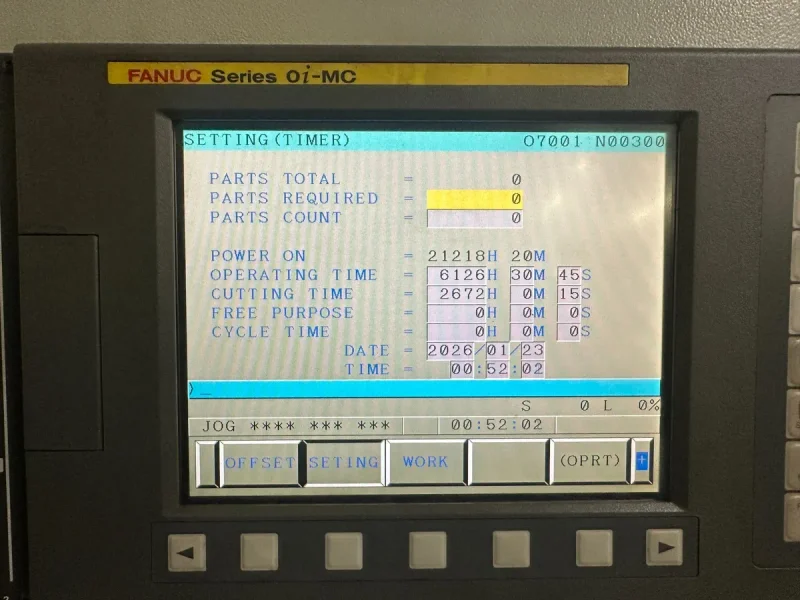 FANUC Series 0i-MC
SETTING(TIMER) O7001 N00300
PARTS TOTAL = 0
PARTS REQUIRED = 0
PARTS COUNT = 0
POWER ON = 21218H 20M
OPERATING TIME = 6126H 30M 45S
CUTTING TIME = 2672H 0M 15S
FREE PURPOSE = 0H 0M 0S
CYCLE TIME = 0H 0M 0S
DATE = 2026/01/23
TIME = 00:52:02
)_
S 0 L 0%
JOG **** *** *** 00:52:02
OFFSET SETING WORK (OPRT) +